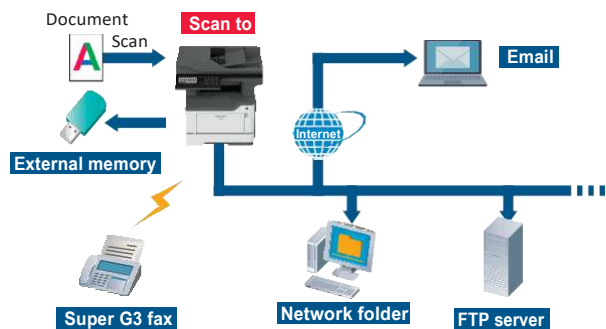 Document
Scan
A
Scan to
Email
Internet
External memory
Super G3 fax
Network folder
FTP server